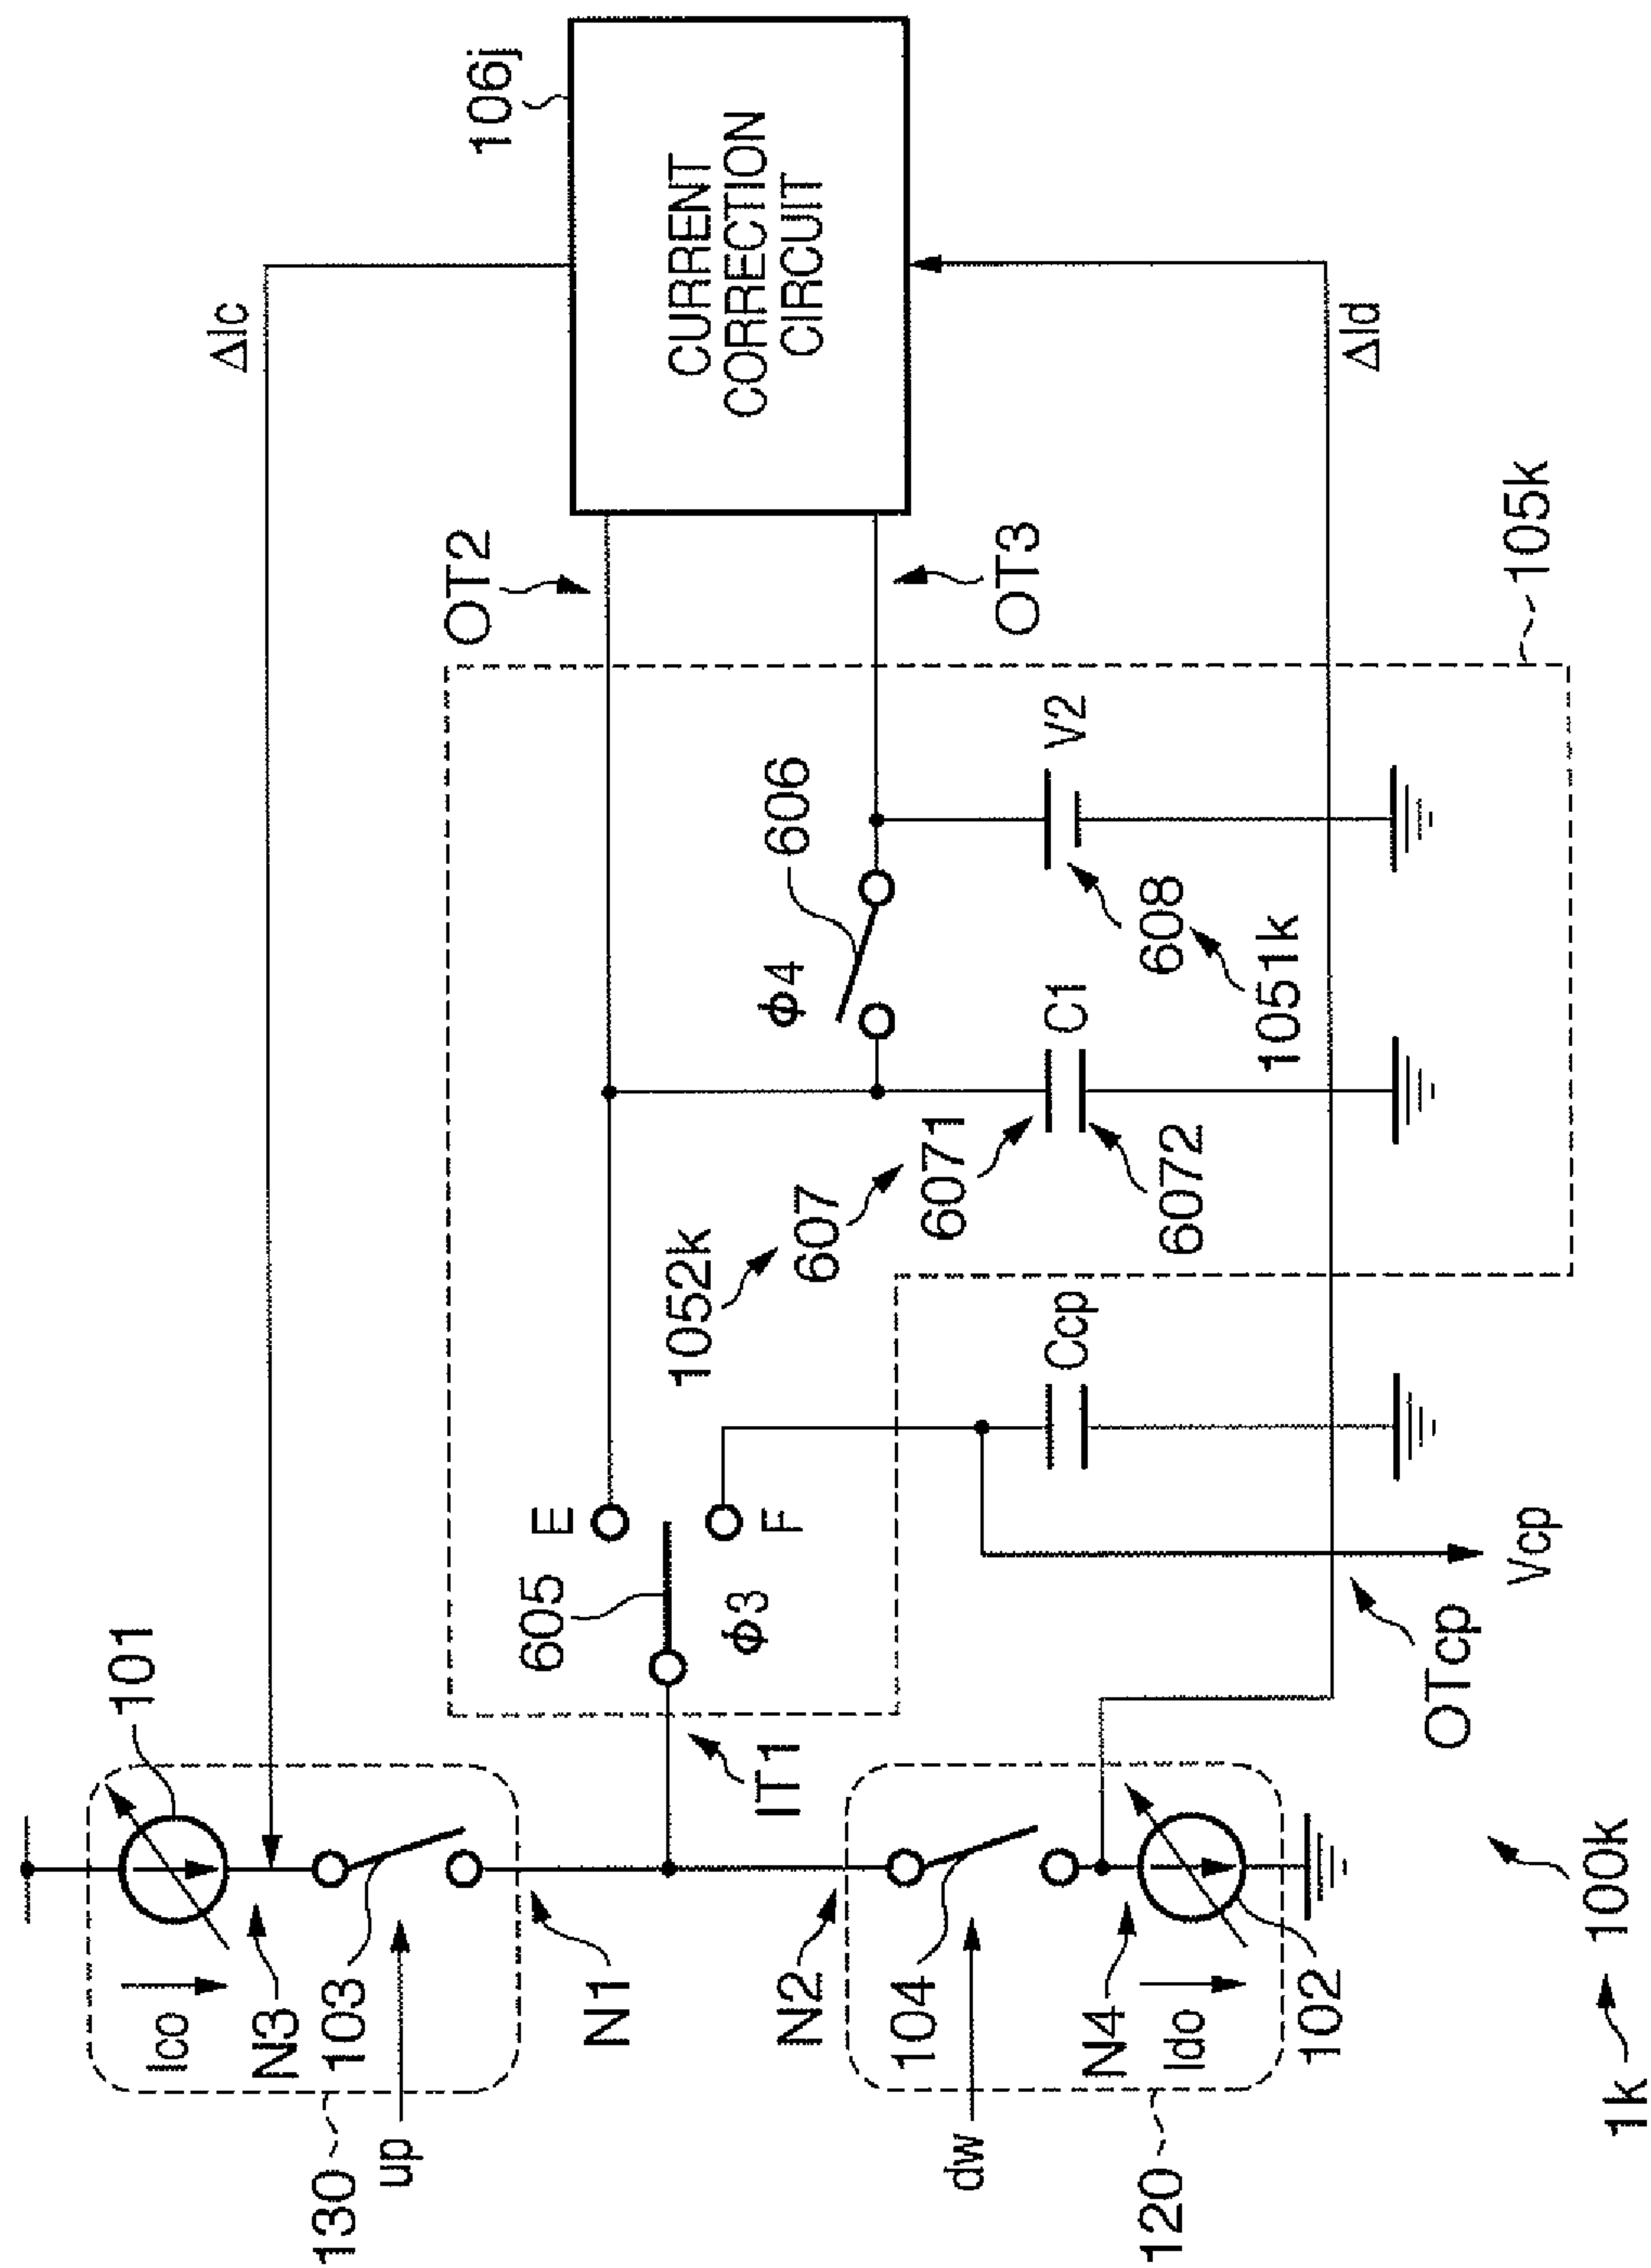 106j
CURRENT
CORRECTION
CIRCUIT
ΔIc
ΔId
OT2
OT3
105k
V2
606
ϕ4
608
1051k
C1
6071
6072
607
1052k
Ccp
E
F
605
ϕ3
Vcp
OTcp
101
IT1
Ico
N3
103
N1
130
up
N2
104
N4
Ido
102
120
dw
1k
100k